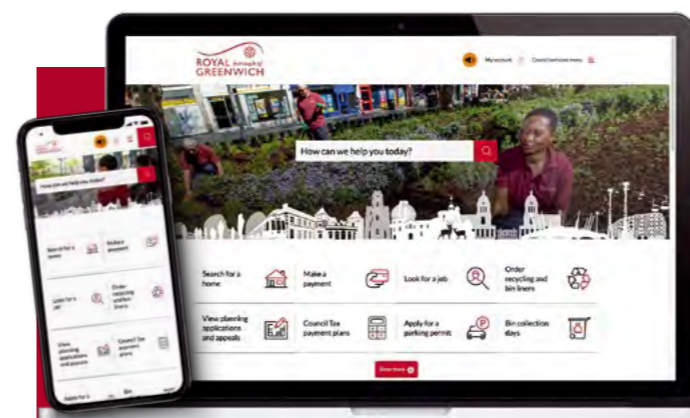 ROYAL borough of
GREENWICH
My account
Council services menu
How can we help you today?
Search for a
home
Make a
payment
Look for a job
Order
recycling and
bin liners
View planning
applications
and appeals
Council Tax
payment plans
Apply for a
parking permit
Bin collection
days
Show more
How can we help you today?
Search for a
home
Make a
payment
Look for a
job
Order
recycling
and bin
liners
View
planning
applications
and appeals
Council Tax
payment
plans
Apply for a
Bin